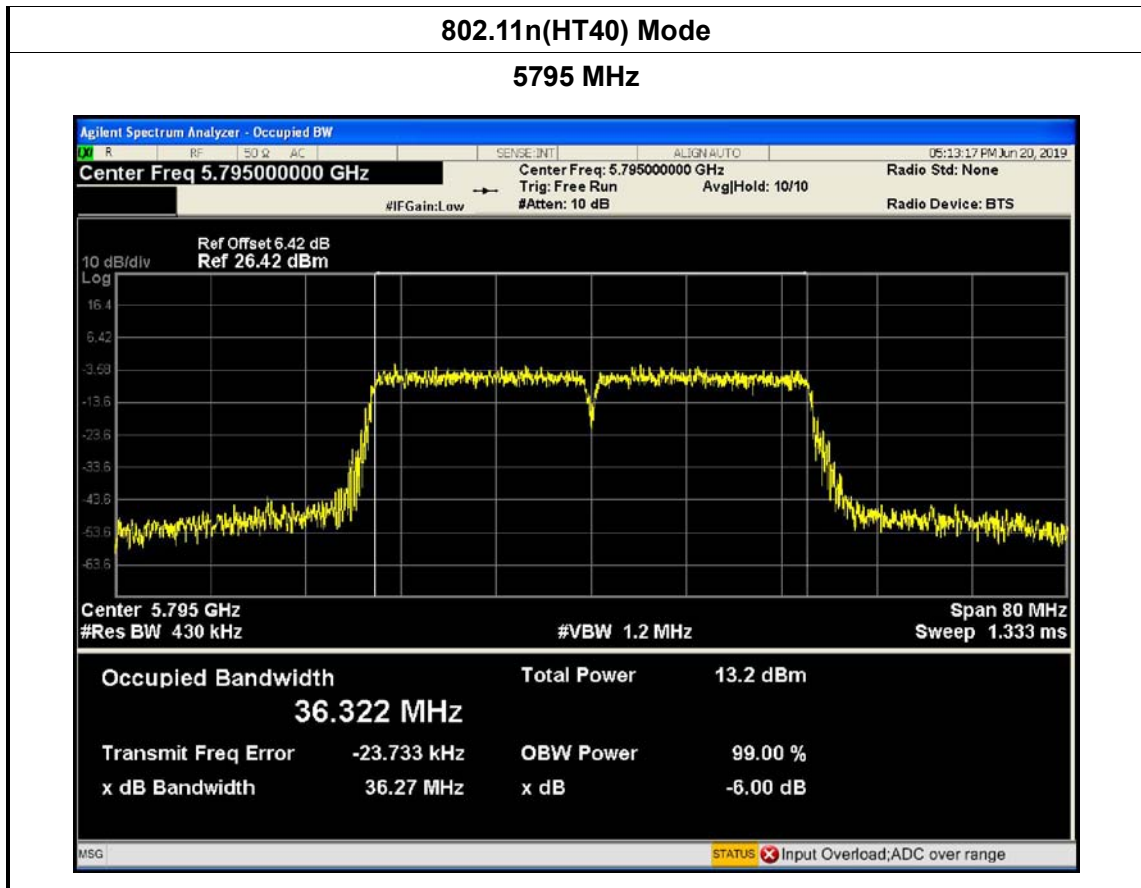 802.11n(HT40) Mode
5795 MHz
Agilent Spectrum Analyzer - Occupied BW
LXI R RF 50 Ω AC SENSE:INT ALIGN AUTO 05:13:17 PM Jun 20, 2019
Center Freq 5.795000000 GHz Center Freq: 5.795000000 GHz Radio Std: None
Trig: Free Run Avg|Hold: 10/10
#IFGain:Low #Atten: 10 dB Radio Device: BTS
Ref Offset 6.42 dB
10 dB/div Ref 26.42 dBm
Log
16.4
6.42
-3.58
-13.6
-23.6
-33.6
-43.6
-53.6
-63.6
Center 5.795 GHz Span 80 MHz
#Res BW 430 kHz #VBW 1.2 MHz Sweep 1.333 ms
Occupied Bandwidth Total Power 13.2 dBm
36.322 MHz
Transmit Freq Error -23.733 kHz OBW Power 99.00 %
x dB Bandwidth 36.27 MHz x dB -6.00 dB
MSG STATUS Input Overload;ADC over range